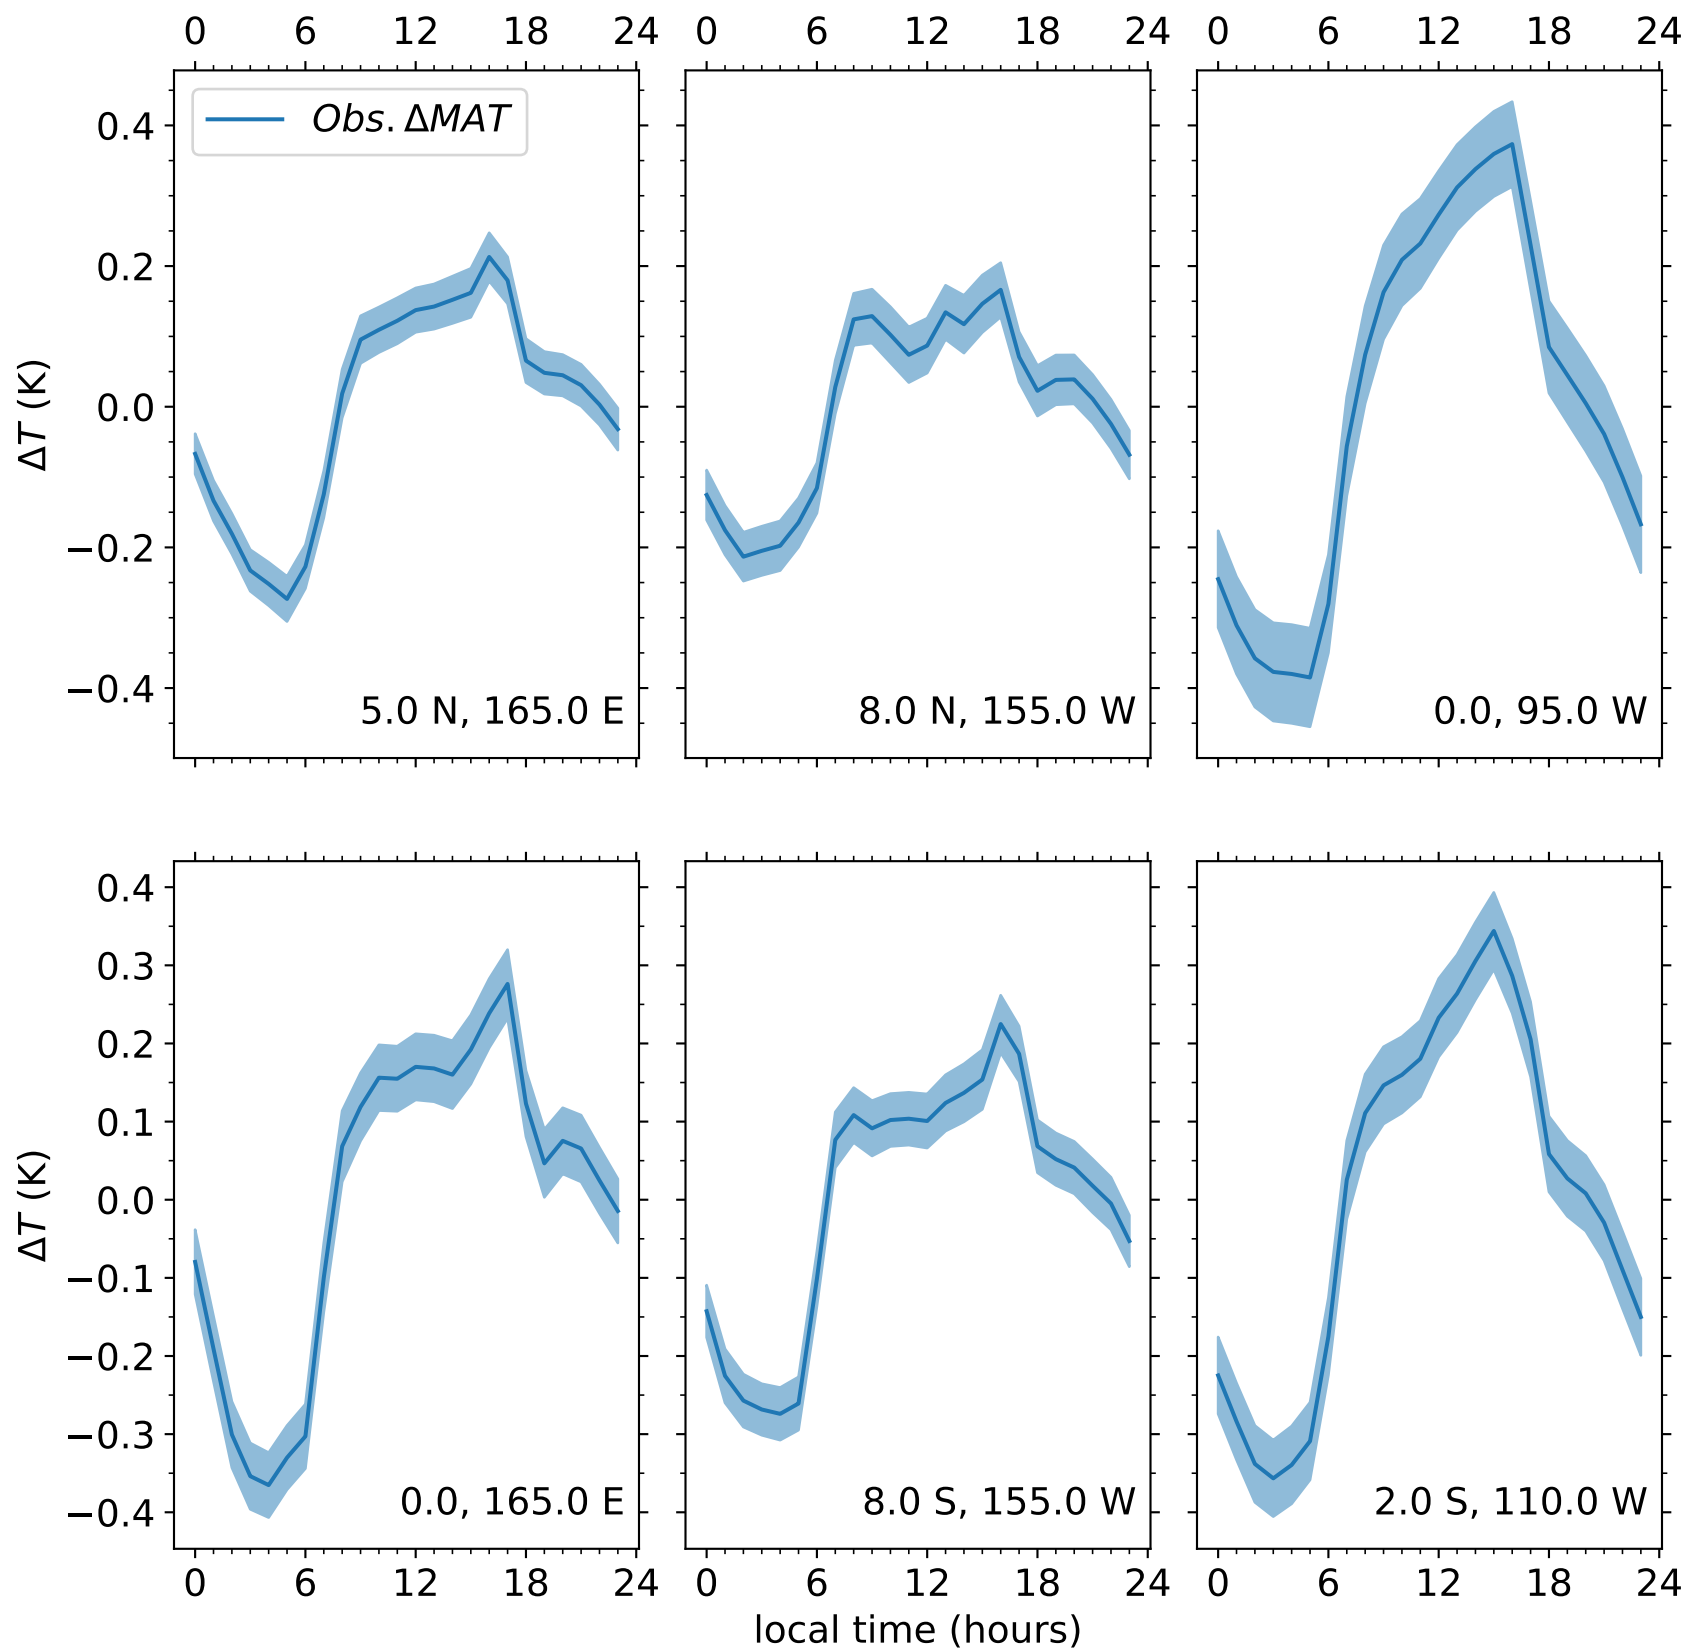 0 6 12 18 24 0 6 12 18 24 0 6 12 18 24
Obs. ΔMAT
0.4
0.2
0.0
−0.2
−0.4
ΔT (K)
5.0 N, 165.0 E
8.0 N, 155.0 W
0.0, 95.0 W
0.4
0.3
0.2
0.1
0.0
−0.1
−0.2
−0.3
−0.4
ΔT (K)
0.0, 165.0 E
8.0 S, 155.0 W
2.0 S, 110.0 W
0 6 12 18 24 0 6 12 18 24 0 6 12 18 24
local time (hours)